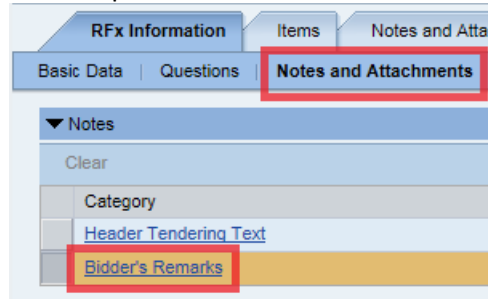 RFx Information Items Notes and Atta
Basic Data | Questions | Notes and Attachments
Notes
Clear
Category
Header Tendering Text
Bidder's Remarks